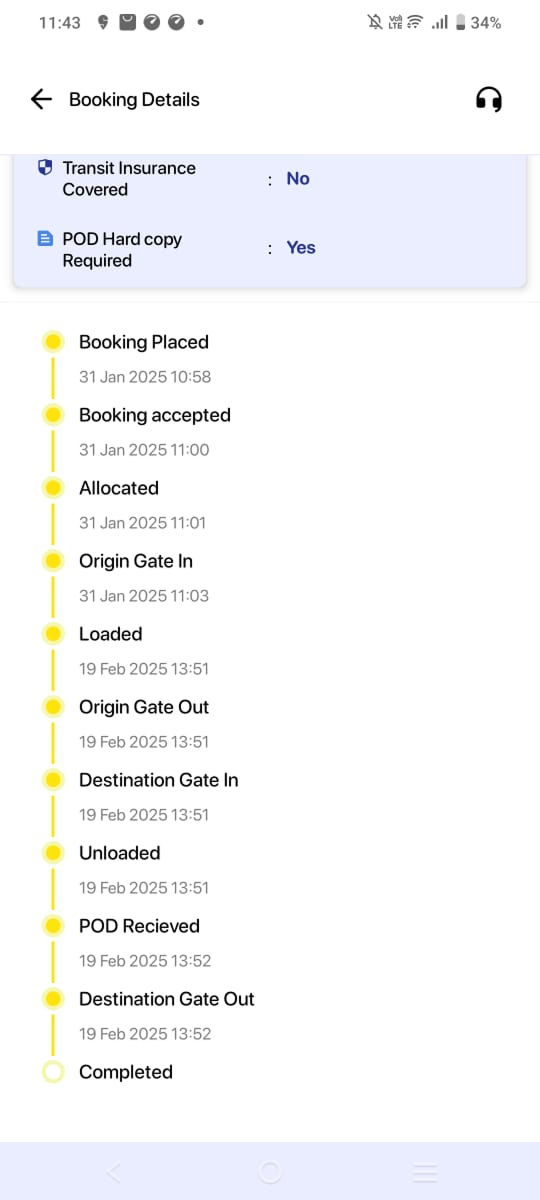 11:43
VoLTE
34%
Booking Details
Transit Insurance
Covered
: No
POD Hard copy
Required
: Yes
Booking Placed
31 Jan 2025 10:58
Booking accepted
31 Jan 2025 11:00
Allocated
31 Jan 2025 11:01
Origin Gate In
31 Jan 2025 11:03
Loaded
19 Feb 2025 13:51
Origin Gate Out
19 Feb 2025 13:51
Destination Gate In
19 Feb 2025 13:51
Unloaded
19 Feb 2025 13:51
POD Recieved
19 Feb 2025 13:52
Destination Gate Out
19 Feb 2025 13:52
Completed